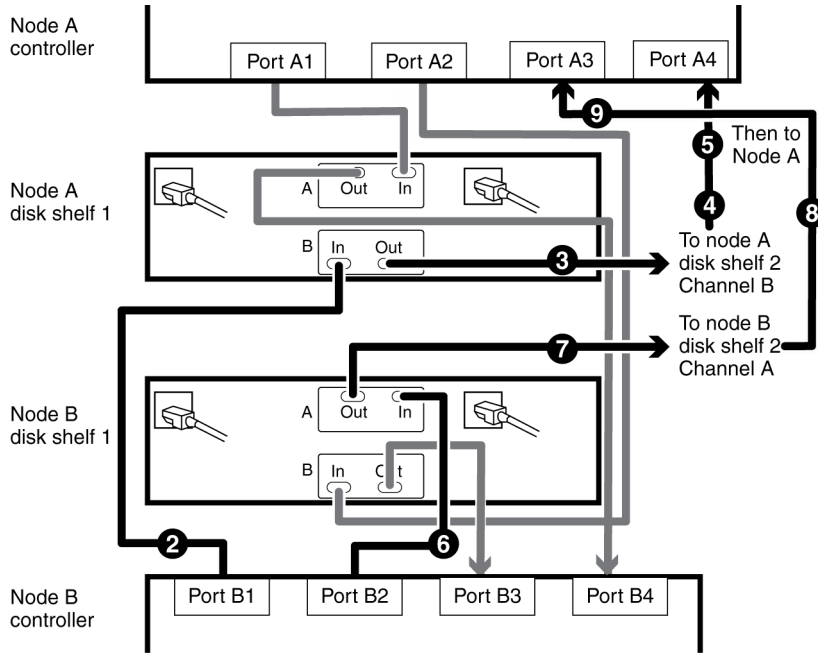 Node A
controller
Port A1
Port A2
Port A3
Port A4
9
5
Then to
Node A
Node A
disk shelf 1
A
Out
In
4
8
B
In
Out
3
To node A
disk shelf 2
Channel B
7
To node B
disk shelf 2
Channel A
Node B
disk shelf 1
A
Out
In
B
In
2
6
Node B
controller
Port B1
Port B2
Port B3
Port B4